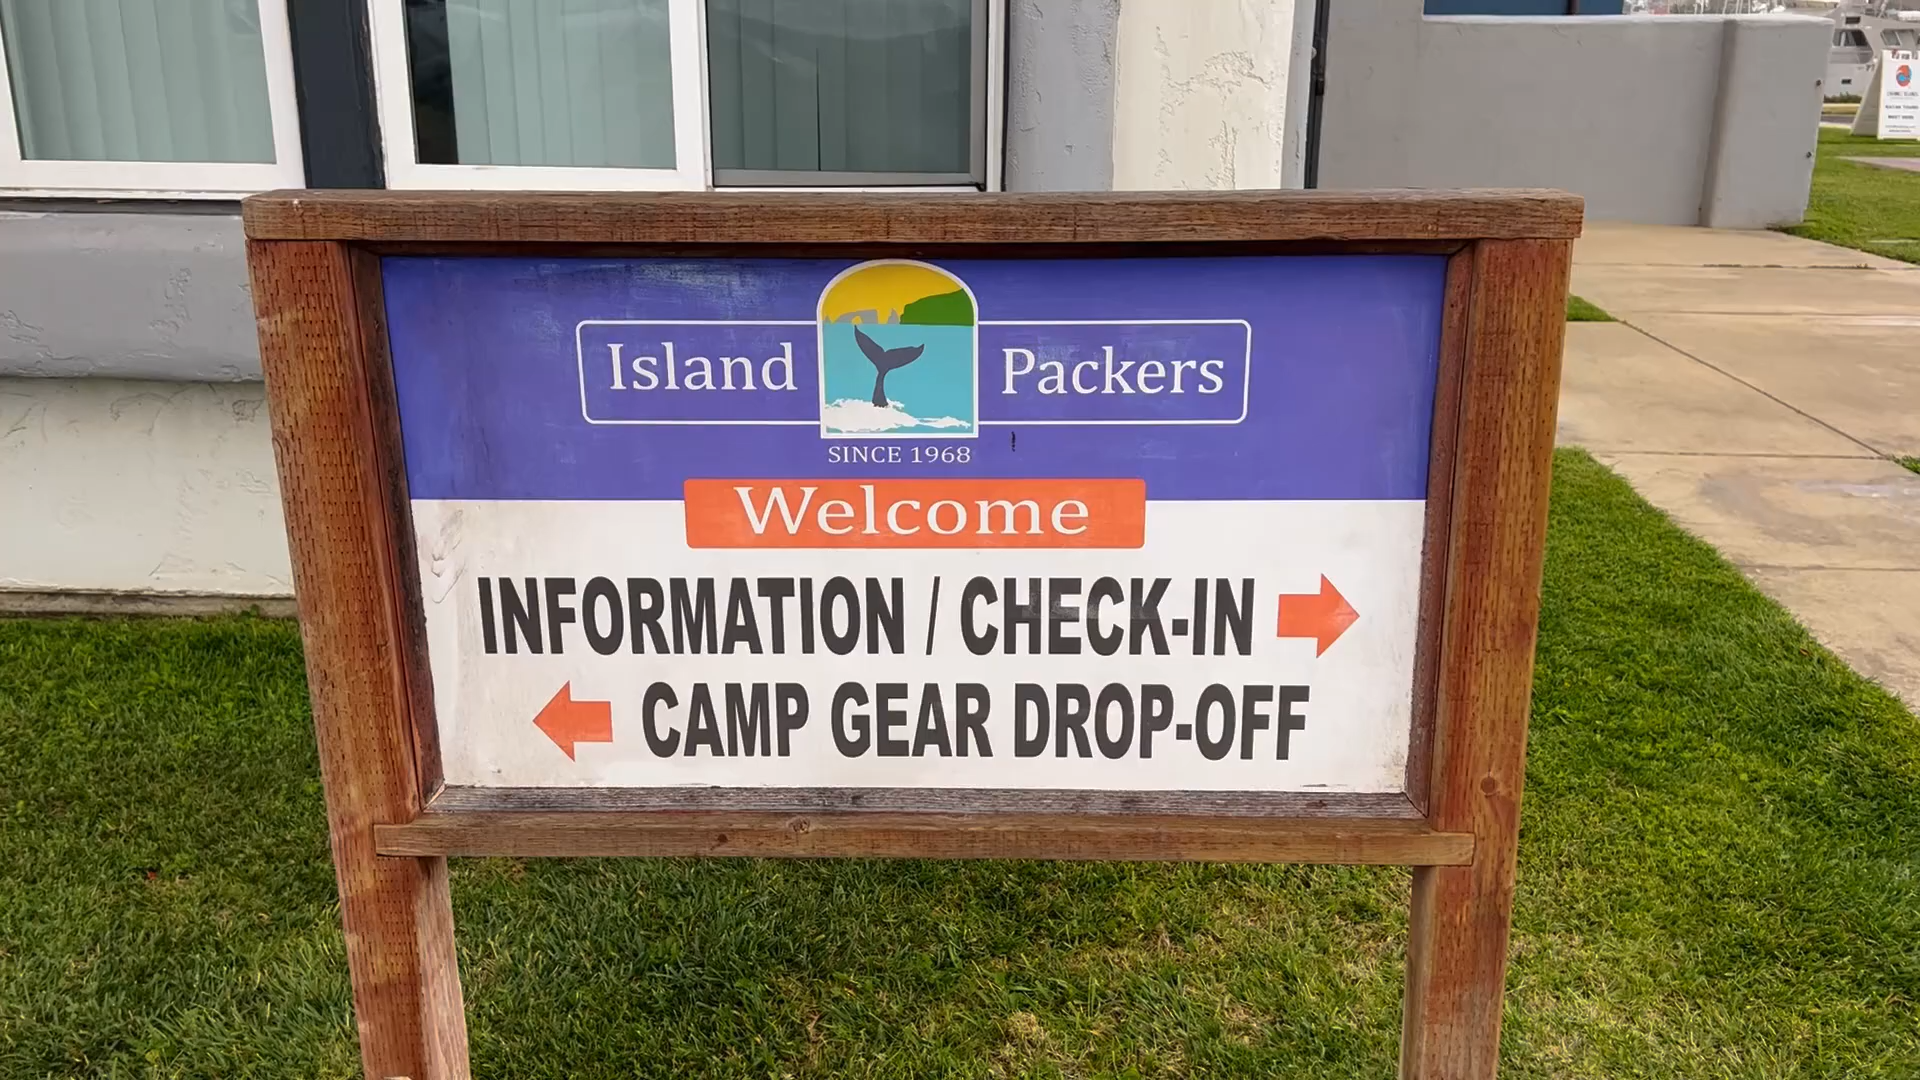 Island Packers
SINCE 1968
Welcome
INFORMATION / CHECK-IN
CAMP GEAR DROP-OFF